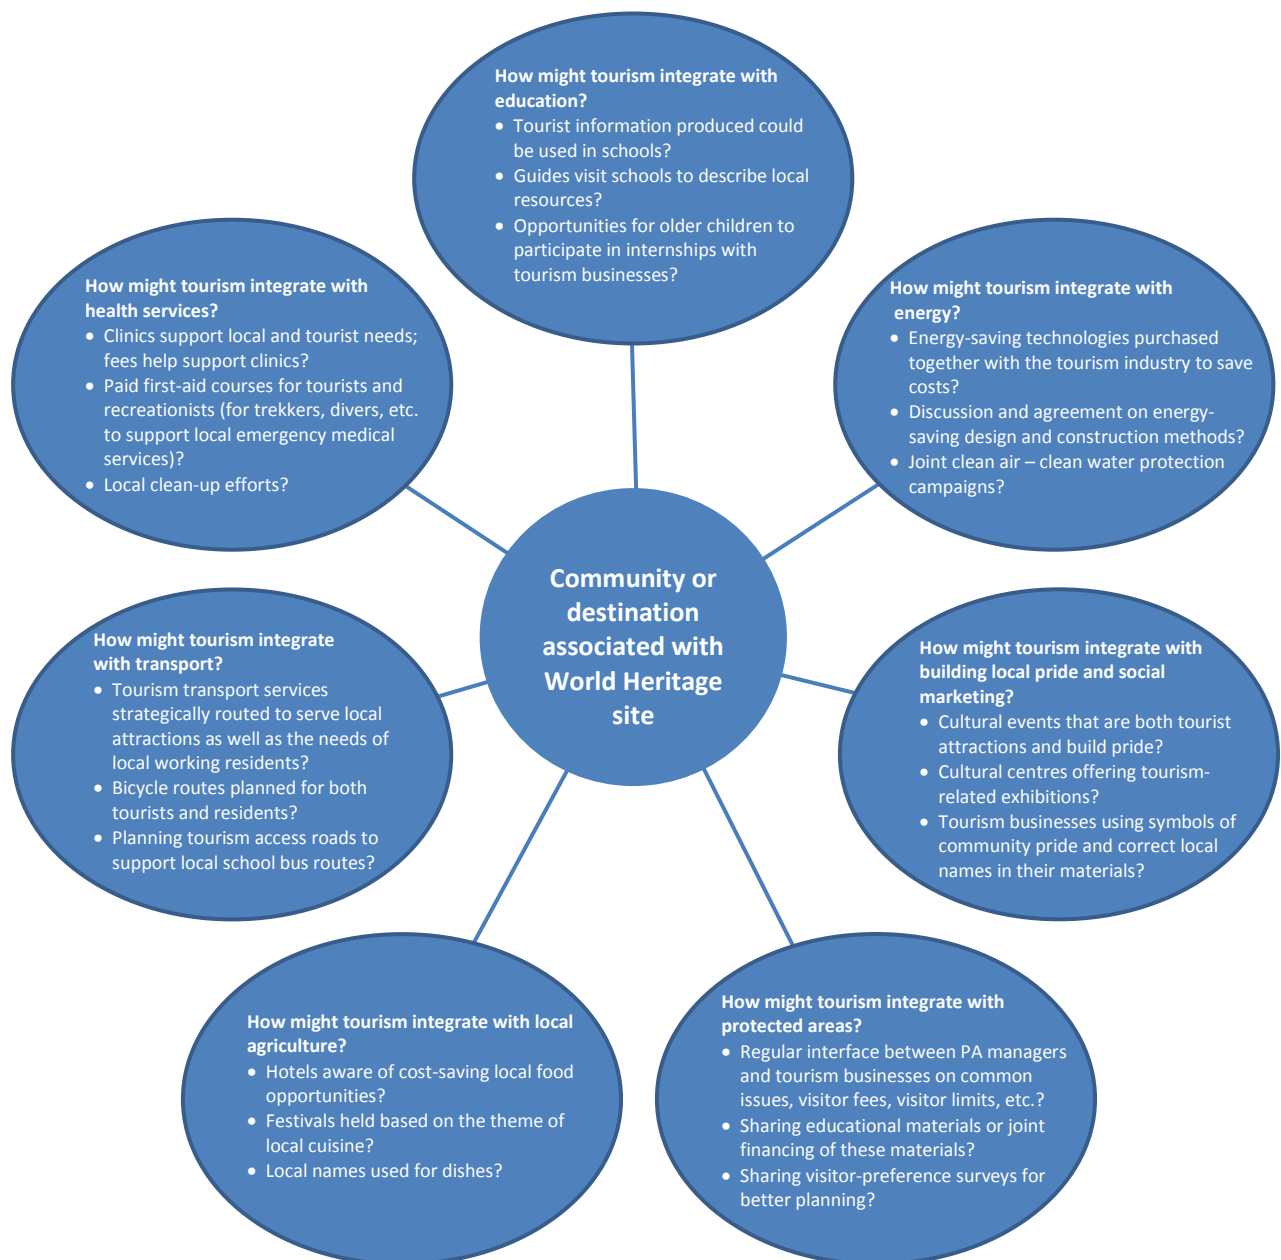 How might tourism integrate with
education?
• Tourist information produced could
be used in schools?
• Guides visit schools to describe local
resources?
• Opportunities for older children to
participate in internships with
tourism businesses?
How might tourism integrate with
health services?
• Clinics support local and tourist needs;
fees help support clinics?
• Paid first-aid courses for tourists and
recreationists (for trekkers, divers, etc.
to support local emergency medical
services)?
• Local clean-up efforts?
How might tourism integrate with
energy?
• Energy-saving technologies purchased
together with the tourism industry to save
costs?
• Discussion and agreement on energy-
saving design and construction methods?
• Joint clean air – clean water protection
campaigns?
Community or
destination
associated with
World Heritage
site
How might tourism integrate
with transport?
• Tourism transport services
strategically routed to serve local
attractions as well as the needs of
local working residents?
• Bicycle routes planned for both
tourists and residents?
• Planning tourism access roads to
support local school bus routes?
How might tourism integrate with
building local pride and social
marketing?
• Cultural events that are both tourist
attractions and build pride?
• Cultural centres offering tourism-
related exhibitions?
• Tourism businesses using symbols of
community pride and correct local
names in their materials?
How might tourism integrate with local
agriculture?
• Hotels aware of cost-saving local food
opportunities?
• Festivals held based on the theme of
local cuisine?
• Local names used for dishes?
How might tourism integrate with
protected areas?
• Regular interface between PA managers
and tourism businesses on common
issues, visitor fees, visitor limits, etc.?
• Sharing educational materials or joint
financing of these materials?
• Sharing visitor-preference surveys for
better planning?